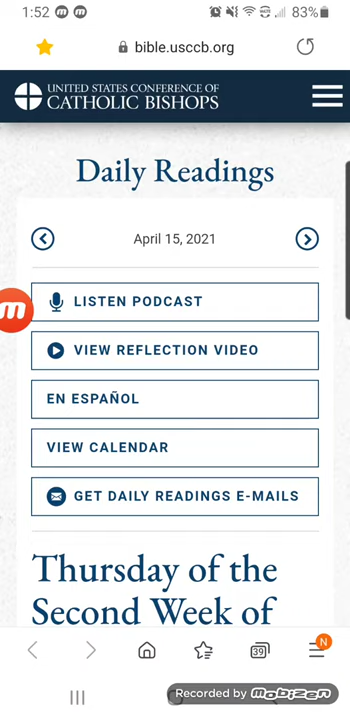 1:52
83%
bible.usccb.org
UNITED STATES CONFERENCE OF
CATHOLIC BISHOPS
Daily Readings
April 15, 2021
m
LISTEN PODCAST
VIEW REFLECTION VIDEO
EN ESPAÑOL
VIEW CALENDAR
GET DAILY READINGS E-MAILS
Thursday of the
Second Week of
39
N
Recorded by mobizen